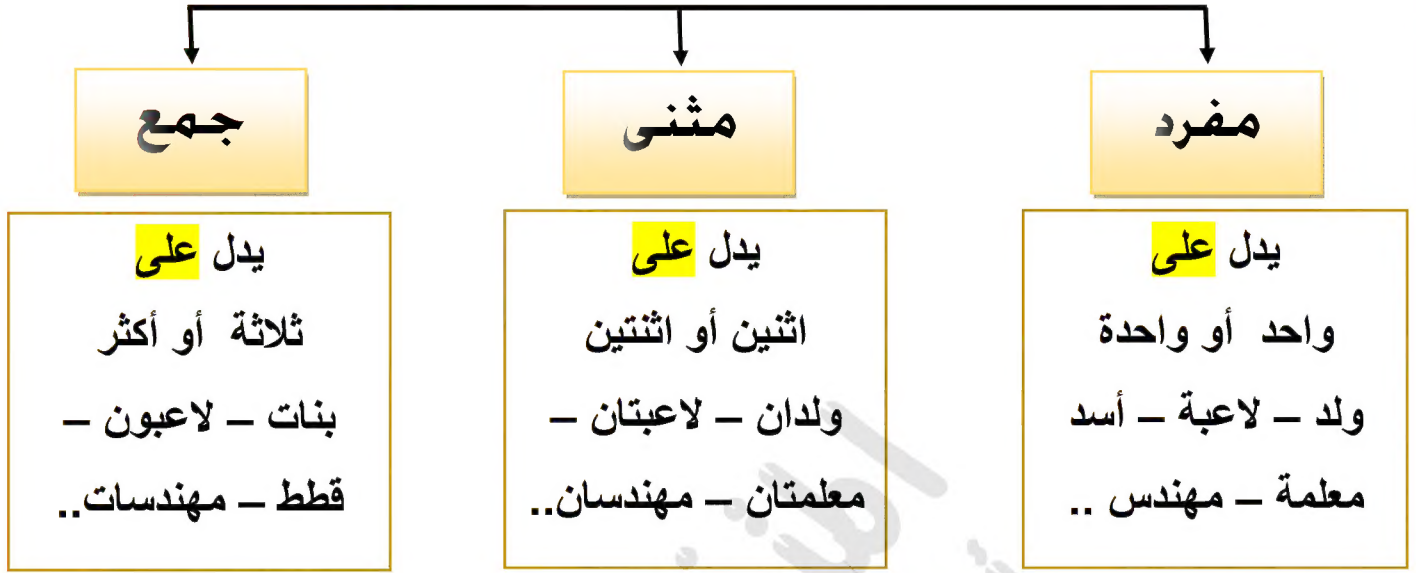 مفرد
يدل على
واحد أو واحدة
ولد – لاعبة – أسد
معلمة – مهندس ..
مثنى
يدل على
اثنين أو اثنتين
ولدان – لاعبتان –
معلمتان – مهندسان..
جمع
يدل على
ثلاثة أو أكثر
بنات – لاعبون –
قطط – مهندسات..